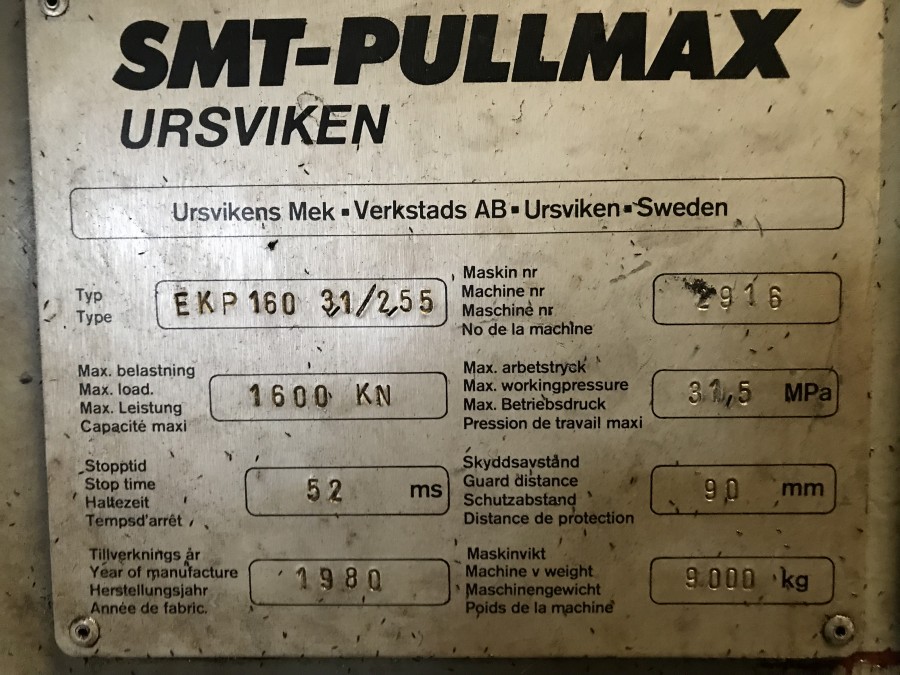 SMT-PULLMAX
URSVIKEN
Ursvikens Mek ▪ Verkstads AB ▪ Ursviken ▪ Sweden
Typ
Type
EKP 160 3,1/2,55
Maskin nr
Machine nr
Maschine nr
No de la machine
2916
Max. belastning
Max. load.
Max. Leistung
Capacité maxi
1600 KN
Max. arbetstryck
Max. workingpressure
Max. Betriebsdruck
Pression de travail maxi
31,5 MPa
Stopptid
Stop time
Haltezeit
Tempsd'arrêt
52 ms
Skyddsavstånd
Guard distance
Schutzabstand
Distance de protection
90 mm
Tillverknings år
Year of manufacture
Herstellungsjahr
Année de fabric.
1980
Maskinvikt
Machine v weight
Maschinengewicht
Poids de la machine
9000 kg